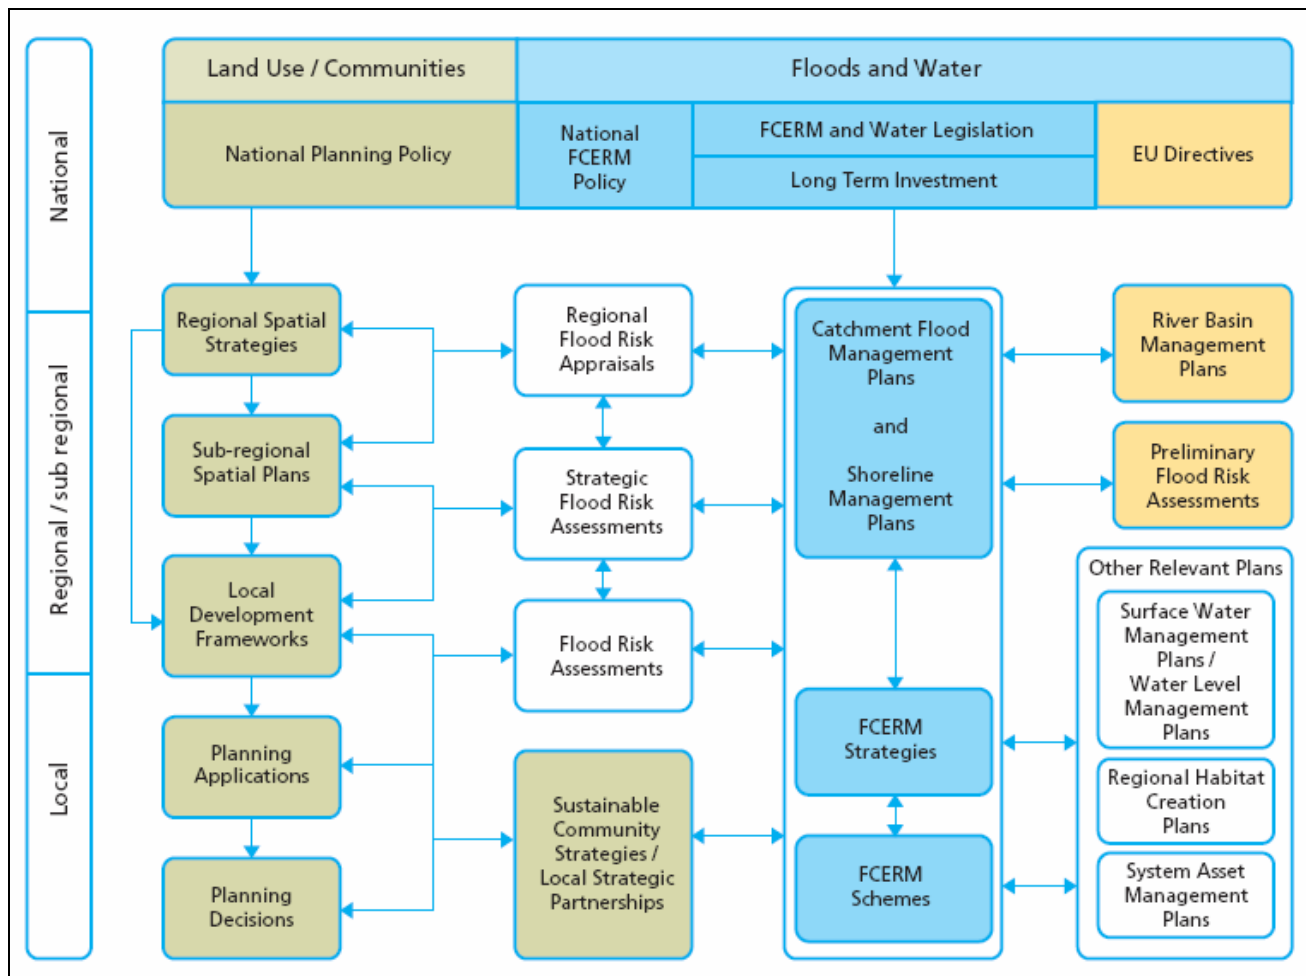 Land Use / Communities
Floods and Water
National
National Planning Policy
National
FCERM
Policy
FCERM and Water Legislation
Long Term Investment
EU Directives
Regional / sub regional
Regional Spatial
Strategies
Regional
Flood Risk
Appraisals
Catchment Flood
Management
Plans
and
Shoreline
Management
Plans
River Basin
Management
Plans
Sub-regional
Spatial Plans
Strategic
Flood Risk
Assessments
Preliminary
Flood Risk
Assessments
Local
Development
Frameworks
Flood Risk
Assessments
Other Relevant Plans
Surface Water
Management
Plans /
Water Level
Management
Plans
Local
Planning
Applications
FCERM
Strategies
Regional Habitat
Creation
Plans
Sustainable
Community
Strategies /
Local Strategic
Partnerships
Planning
Decisions
FCERM
Schemes
System Asset
Management
Plans